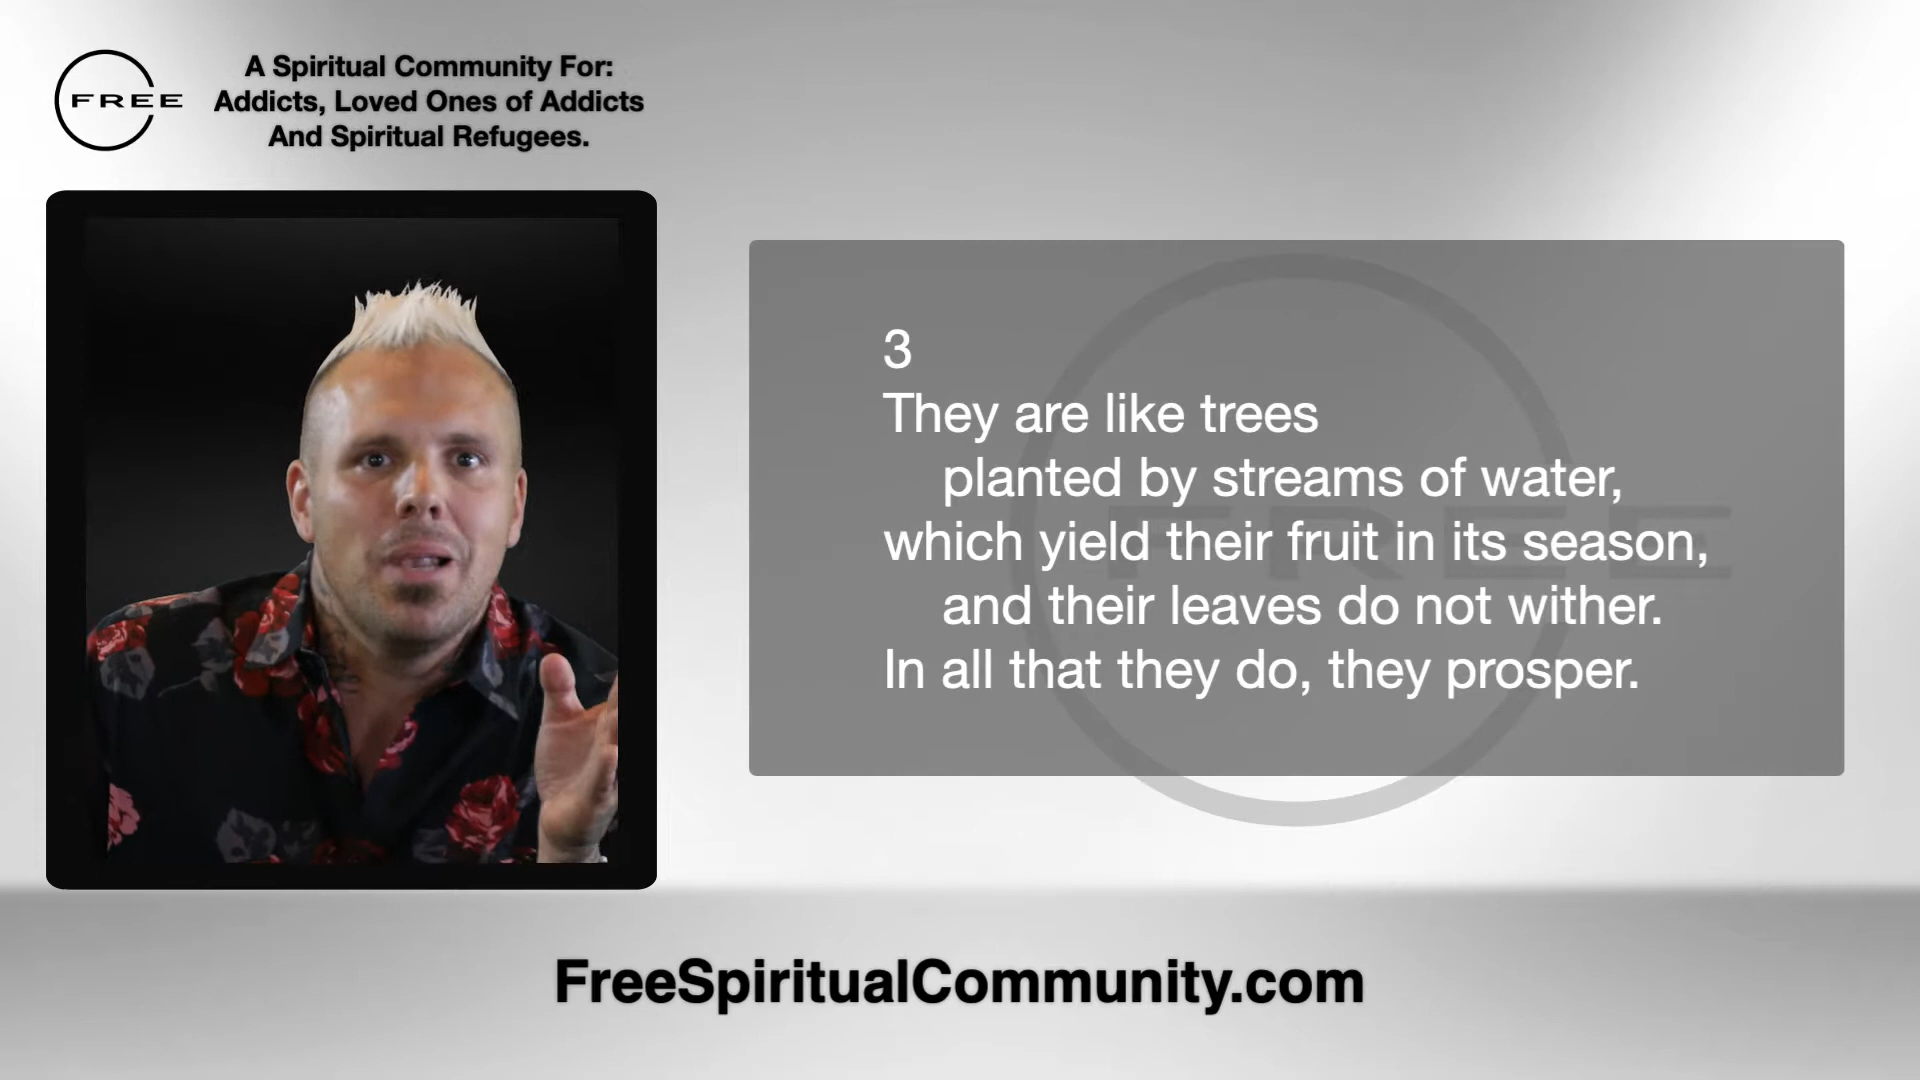 FREE
A Spiritual Community For:
Addicts, Loved Ones of Addicts
And Spiritual Refugees.
3
They are like trees
planted by streams of water,
which yield their fruit in its season,
and their leaves do not wither.
In all that they do, they prosper.
FREE
FreeSpiritualCommunity.com